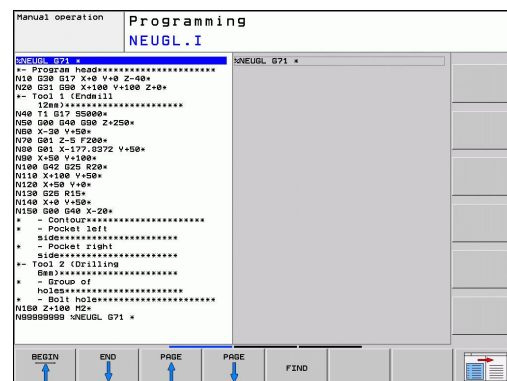 Manual operation
Programming
NEUGL.I
%NEUGL G71 *
*- Program head**********************
N10 G30 G17 X+0 Y+0 Z-40*
N20 G31 G90 X+100 Y+100 Z+0*
*- Tool 1 (Endmill
12mm)**********************
N40 T1 G17 S5000*
N50 G00 G40 G90 Z+250*
N60 X-30 Y+50*
N70 G01 Z-5 F200*
N80 G01 X-177.8372 Y+50*
N90 X+50 Y+100*
N100 G42 G25 R20*
N110 X+100 Y+50*
N120 X+50 Y+0*
N130 G26 R15*
N140 X+0 Y+50*
N150 G00 G40 X-20*
* - Contour**********************
* - Pocket left
side**********************
* - Pocket right
side**********************
*- Tool 2 (Drilling
6mm)**********************
* - Group of
holes**********************
* - Bolt hole**********************
N160 Z+100 M2*
N99999999 %NEUGL G71 *
%NEUGL G71 *
BEGIN
END
PAGE
PAGE
FIND